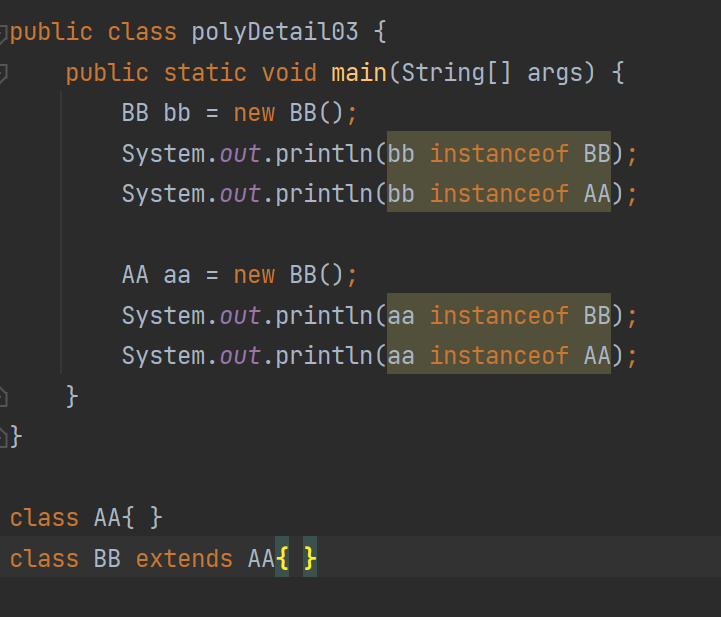 public class polyDetail03 {
    public static void main(String[] args) {
        BB bb = new BB();
        System.out.println(bb instanceof BB);
        System.out.println(bb instanceof AA);

        AA aa = new BB();
        System.out.println(aa instanceof BB);
        System.out.println(aa instanceof AA);
    }
}

class AA{ }
class BB extends AA{ }